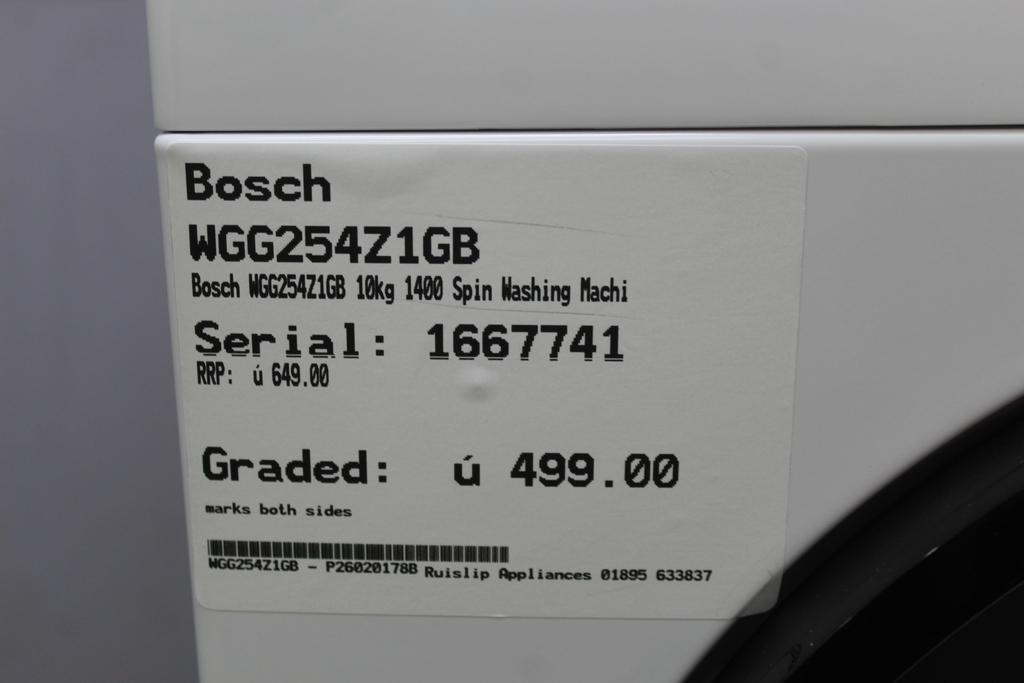 Bosch
WGG254Z1GB
Bosch WGG254Z1GB 10kg 1400 Spin Washing Machi
Serial: 1667741
RRP: ú 649.00
Graded: ú 499.00
marks both sides
WGG254Z1GB - P26020178B Ruislip Appliances 01895 633837